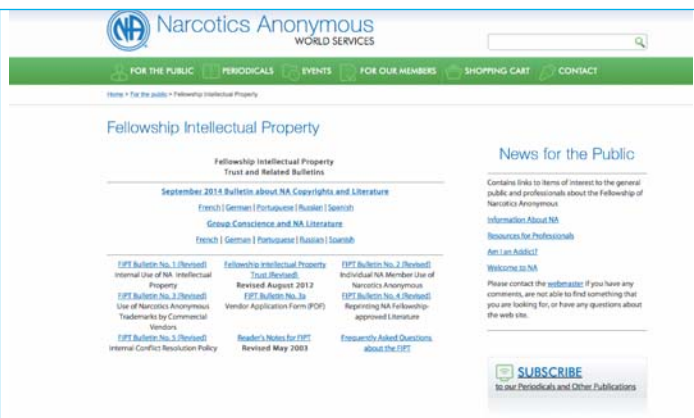 NA
Narcotics Anonymous
WORLD SERVICES
FOR THE PUBLIC PERIODICALS EVENTS FOR OUR MEMBERS SHOPPING CART CONTACT
Home > For the public > Fellowship Intellectual Property
Fellowship Intellectual Property
Fellowship Intellectual Property
Trust and Related Bulletins
September 2014 Bulletin about NA Copyrights and Literature
French | German | Portuguese | Russian | Spanish
Group Conscience and NA Literature
French | German | Portuguese | Russian | Spanish
FIPT Bulletin No. 1 (Revised)
Internal Use of NA Intellectual
Property
Fellowship Intellectual Property
Trust (Revised)
Revised August 2012
FIPT Bulletin No. 2 (Revised)
Individual NA Member Use of
Narcotics Anonymous
FIPT Bulletin No. 3 (Revised)
Use of Narcotics Anonymous
Trademarks by Commercial
Vendors
FIPT Bulletin No. 3a
Vendor Application Form (PDF)
FIPT Bulletin No. 4 (Revised)
Reprinting NA Fellowship-
approved Literature
FIPT Bulletin No. 5 (Revised)
Internal Conflict Resolution Policy
Reader's Notes for FIPT
Revised May 2003
Frequently Asked Questions
about the FIPT
News for the Public
Contains links to items of interest to the general
public and professionals about the Fellowship of
Narcotics Anonymous
Information About NA
Resources for Professionals
Am I an Addict?
Welcome to NA
Please contact the webmaster if you have any
comments, are not able to find something that
you are looking for, or have any questions about
the web site.
SUBSCRIBE
to our Periodicals and Other Publications